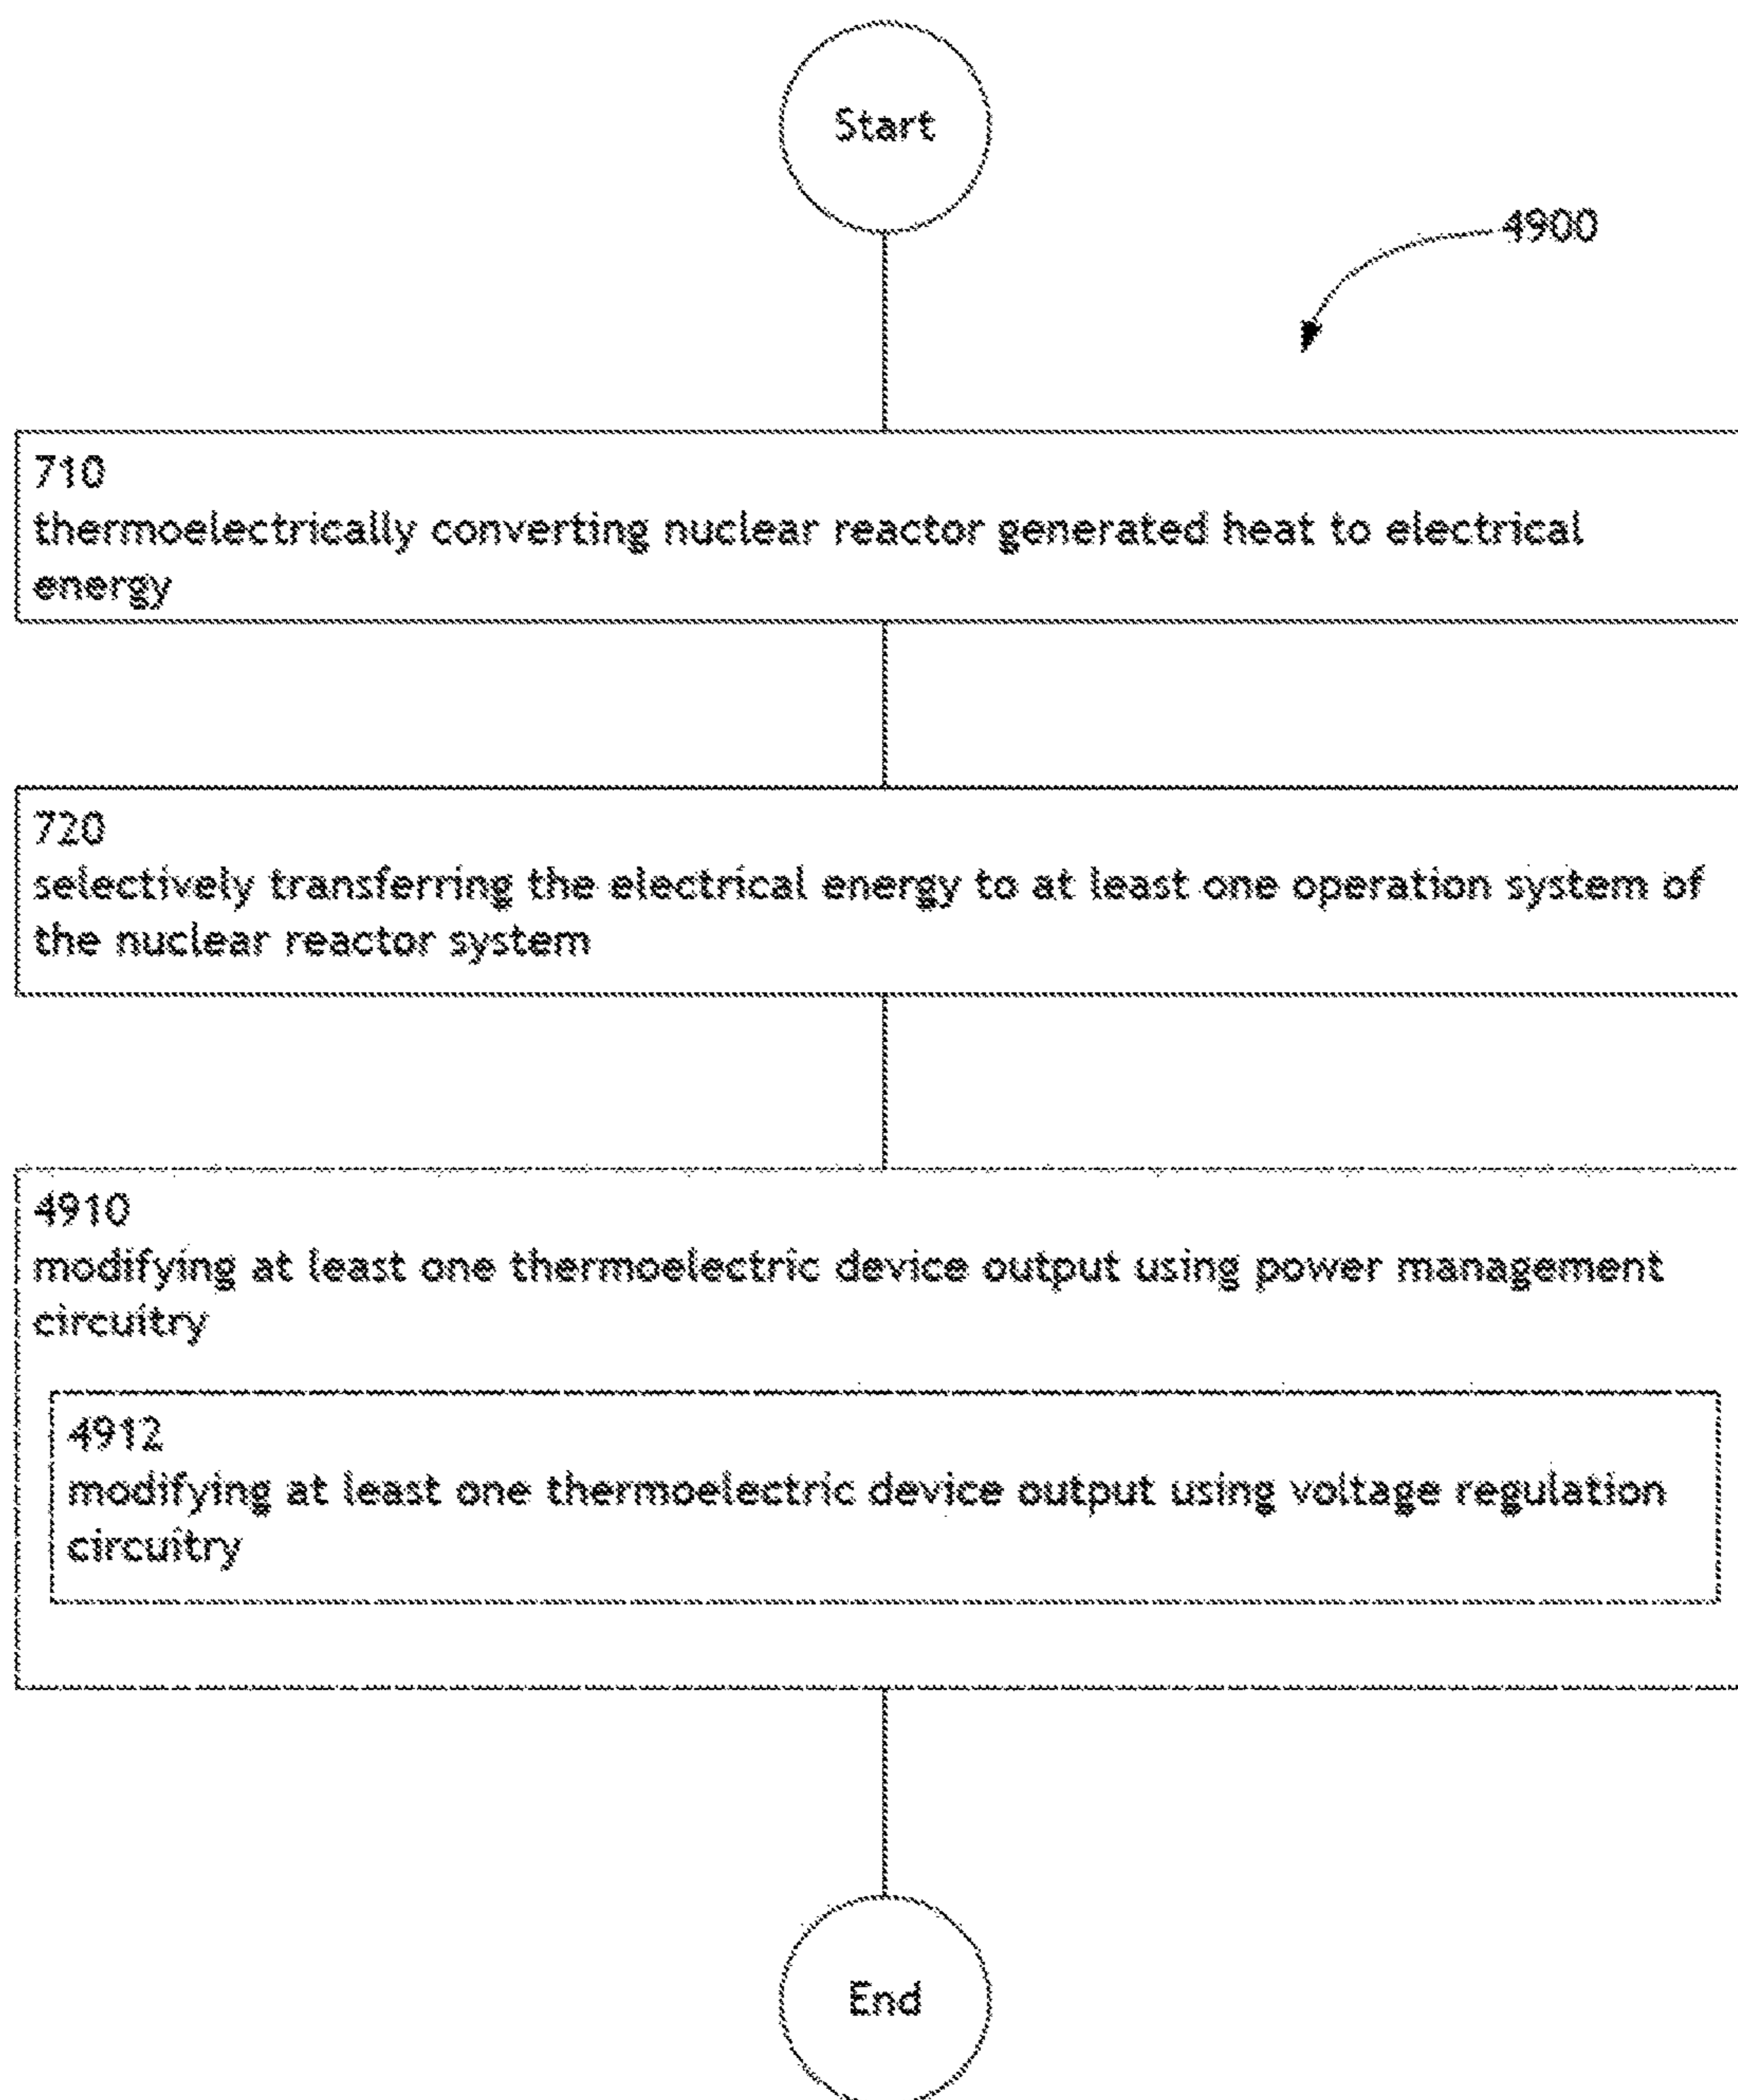 Start
4900
710
thermoelectrically converting nuclear reactor generated heat to electrical
energy
720
selectively transferring the electrical energy to at least one operation system of
the nuclear reactor system
4910
modifying at least one thermoelectric device output using power management
circuitry
4912
modifying at least one thermoelectric device output using voltage regulation
circuitry
End